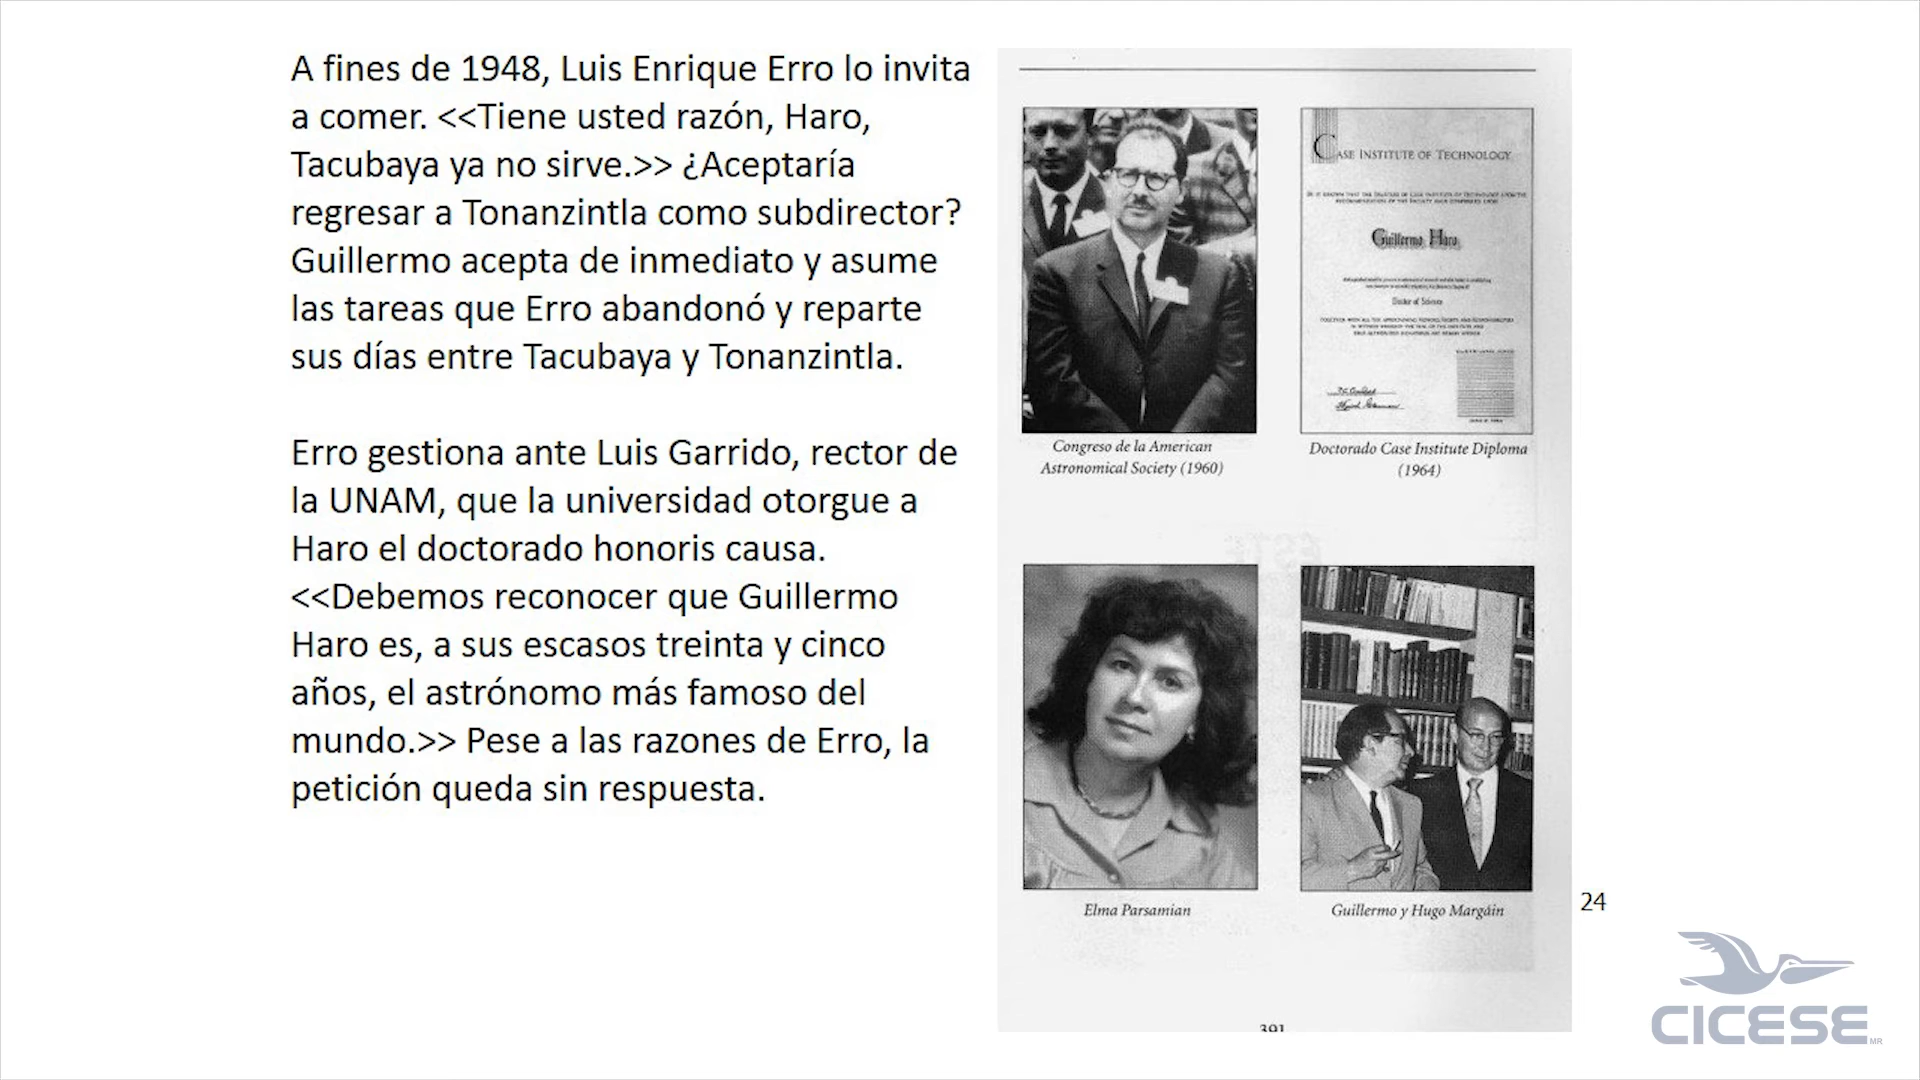 A fines de 1948, Luis Enrique Erro lo invita
a comer. <<Tiene usted razón, Haro,
Tacubaya ya no sirve.>> ¿Aceptaría
regresar a Tonanzintla como subdirector?
Guillermo acepta de inmediato y asume
las tareas que Erro abandonó y reparte
sus días entre Tacubaya y Tonanzintla.
Erro gestiona ante Luis Garrido, rector de
la UNAM, que la universidad otorgue a
Haro el doctorado honoris causa.
<<Debemos reconocer que Guillermo
Haro es, a sus escasos treinta y cinco
años, el astrónomo más famoso del
mundo.>> Pese a las razones de Erro, la
petición queda sin respuesta.
CASE INSTITUTE OF TECHNOLOGY
Guillermo Haro
Doctor of Science
Congreso de la American
Astronomical Society (1960)
Doctorado Case Institute Diploma
(1964)
Elma Parsamian
Guillermo y Hugo Margáin
391
24
CICESE
MR